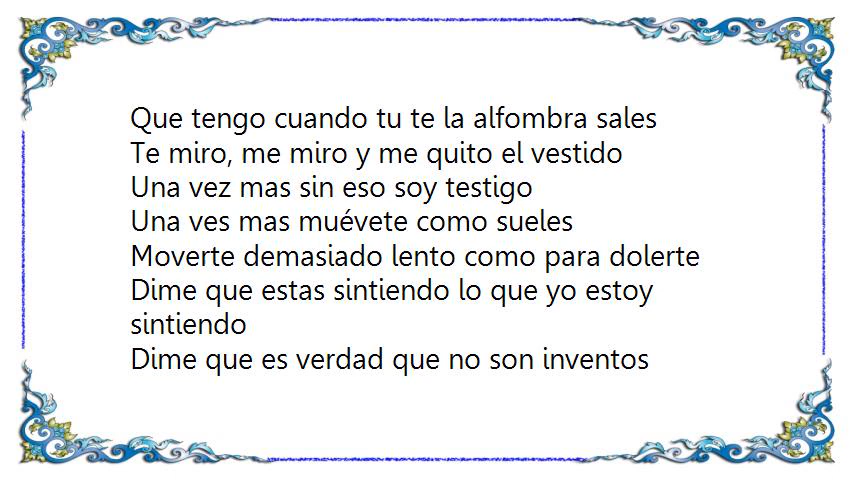 Que tengo cuando tu te la alfombra sales
Te miro, me miro y me quito el vestido
Una vez mas sin eso soy testigo
Una ves mas muévete como sueles
Moverte demasiado lento como para dolerte
Dime que estas sintiendo lo que yo estoy
sintiendo
Dime que es verdad que no son inventos